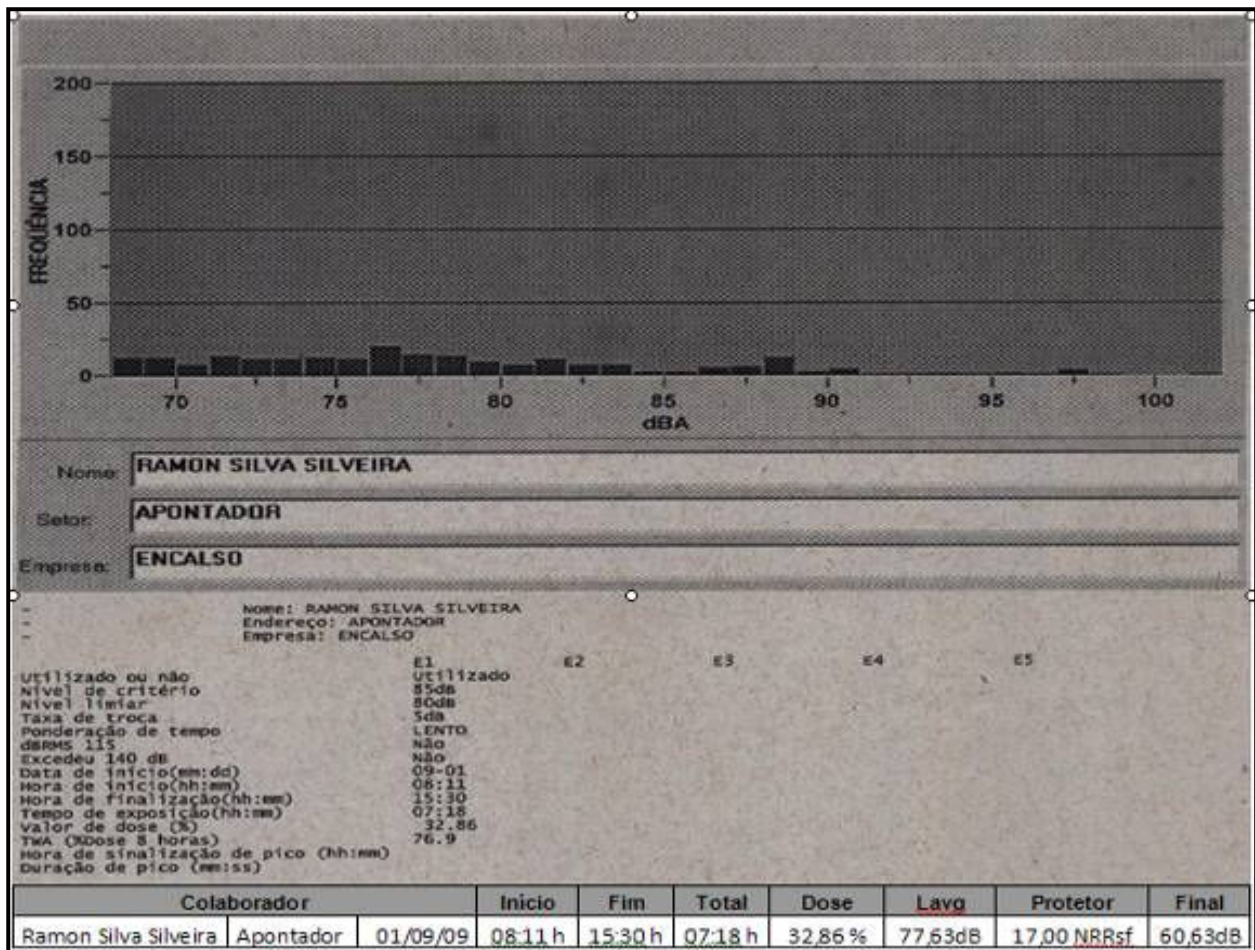 200
150
100
50
0
FREQUÊNCIA
70 75 80 85 90 95 100
dBA
Nome: RAMON SILVA SILVEIRA
Setor: APONTADOR
Empresa: ENCALSO
- Nome: RAMON SILVA SILVEIRA
- Endereço: APONTADOR
- Empresa: ENCALSO
E1 E2 E3 E4 E5
Utilizado ou não Utilizado
Nível de critério 85dB
Nível limiar 80dB
Taxa de troca 5dB
Ponderação de tempo LENTO
dBRMS 115 Não
Excedeu 140 dB Não
Data de início(mm:dd) 09-01
Hora de início(hh:mm) 08:11
Hora de finalização(hh:mm) 15:30
Tempo de exposição(hh:mm) 07:18
Valor de dose (%) 32.86
TWA (%Dose 8 horas) 76.9
Hora de sinalização de pico (hh:mm)
Duração de pico (mm:ss)
Colaborador Início Fim Total Dose Lavg Protetor Final
Ramon Silva Silveira Apontador 01/09/09 08:11 h 15:30 h 07:18 h 32,86 % 77,63dB 17,00 NRRsf 60,63dB